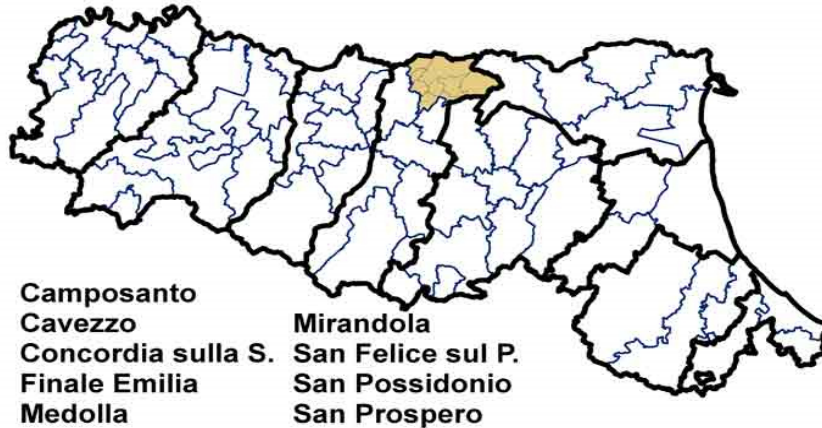 Camposanto
Cavezzo
Concordia sulla S.
Finale Emilia
Medolla
Mirandola
San Felice sul P.
San Possidonio
San Prospero